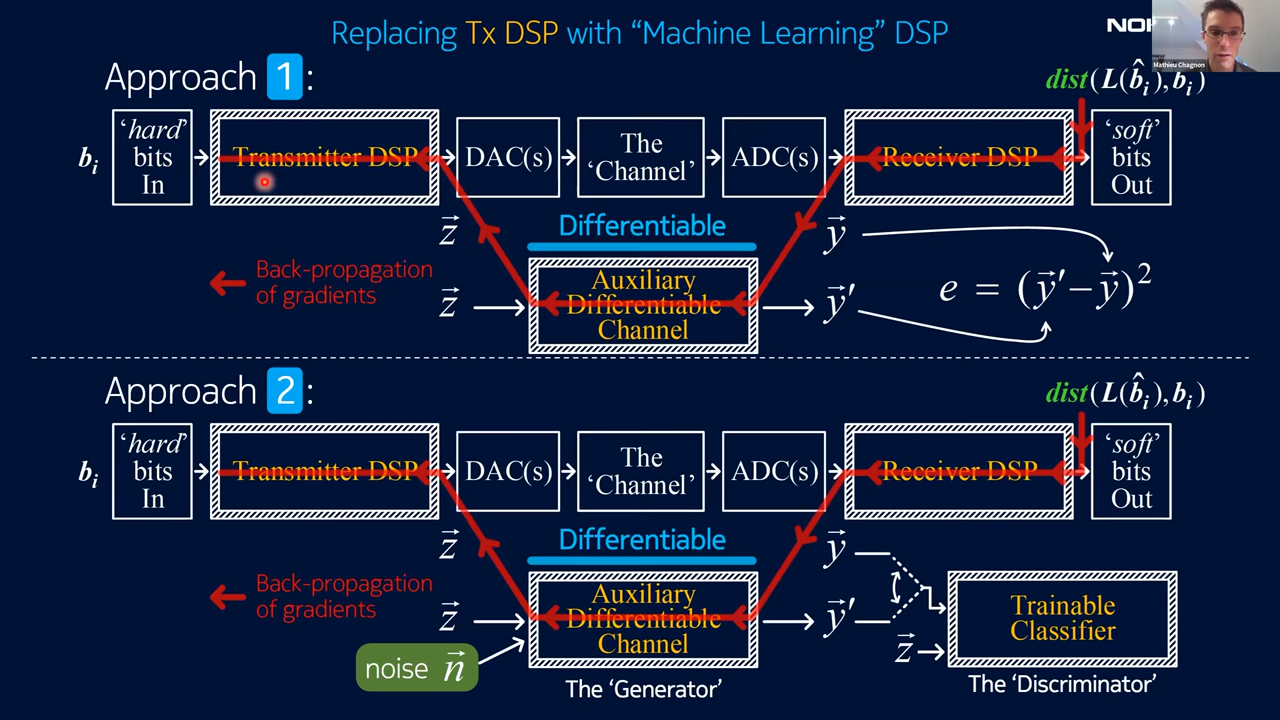 Replacing Tx DSP with “Machine Learning” DSP
Mathieu Chagnon
Approach 1:
dist(L(b̂ᵢ), bᵢ)
bᵢ
‘hard’
bits
In
Transmitter DSP
DAC(s)
The
‘Channel’
ADC(s)
Receiver DSP
‘soft’
bits
Out
z⃗
Differentiable
y⃗
Back-propagation
of gradients
z⃗
Auxiliary
Differentiable
Channel
y⃗′
e = (y⃗′−y⃗)²
Approach 2:
dist(L(b̂ᵢ), bᵢ)
bᵢ
‘hard’
bits
In
Transmitter DSP
DAC(s)
The
‘Channel’
ADC(s)
Receiver DSP
‘soft’
bits
Out
z⃗
Differentiable
y⃗
Back-propagation
of gradients
z⃗
Auxiliary
Differentiable
Channel
y⃗′
z⃗
Trainable
Classifier
noise n⃗
The ‘Generator’
The ‘Discriminator’